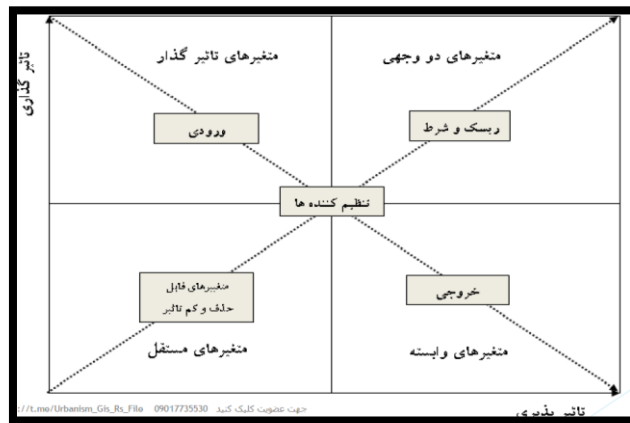 تاثیر گذاری
متغیرهای تاثیر گذار
متغیرهای دو وجهی
ورودی
ریسک و شرط
تنظیم کننده ها
متغیرهای قابل
حذف و کم تاثیر
خروجی
متغیرهای مستقل
متغیرهای وابسته
تاثیر پذیری
://t.me/Urbanism_Gis_Rs_File 09017735530 جهت عضویت کلیک کنید